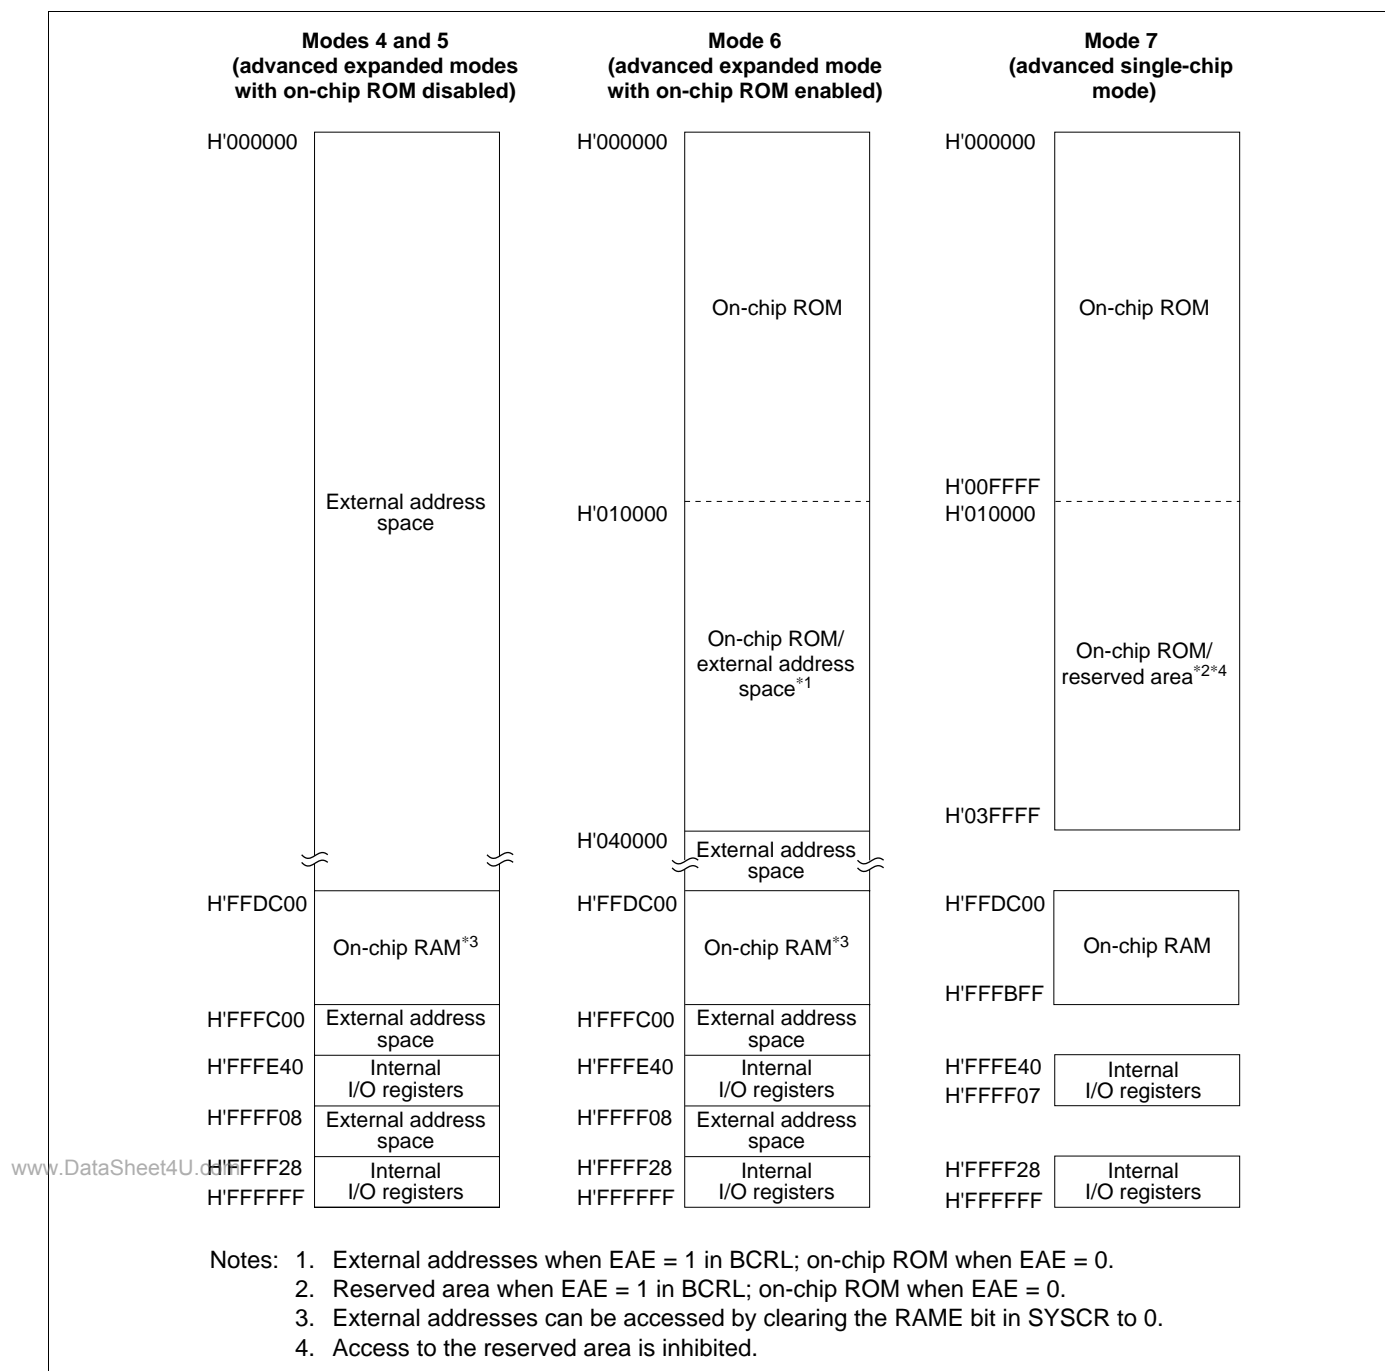 Modes 4 and 5
(advanced expanded modes
with on-chip ROM disabled)
H'000000
External address
space
H'FFDC00
On-chip RAM*3
H'FFFC00
External address
space
H'FFFE40
Internal
I/O registers
H'FFFF08
External address
space
H'FFFF28
Internal
I/O registers
H'FFFFFF
Mode 6
(advanced expanded mode
with on-chip ROM enabled)
H'000000
On-chip ROM
H'010000
On-chip ROM/
external address
space*1
H'040000
External address
space
H'FFDC00
On-chip RAM*3
H'FFFC00
External address
space
H'FFFE40
Internal
I/O registers
H'FFFF08
External address
space
H'FFFF28
Internal
I/O registers
H'FFFFFF
Mode 7
(advanced single-chip
mode)
H'000000
On-chip ROM
H'00FFFF
H'010000
On-chip ROM/
reserved area*2*4
H'03FFFF
H'FFDC00
On-chip RAM
H'FFFBFF
H'FFFE40
Internal
I/O registers
H'FFFF07
H'FFFF28
Internal
I/O registers
H'FFFFFF
www.DataSheet4U.com
Notes: 1. External addresses when EAE = 1 in BCRL; on-chip ROM when EAE = 0.
2. Reserved area when EAE = 1 in BCRL; on-chip ROM when EAE = 0.
3. External addresses can be accessed by clearing the RAME bit in SYSCR to 0.
4. Access to the reserved area is inhibited.